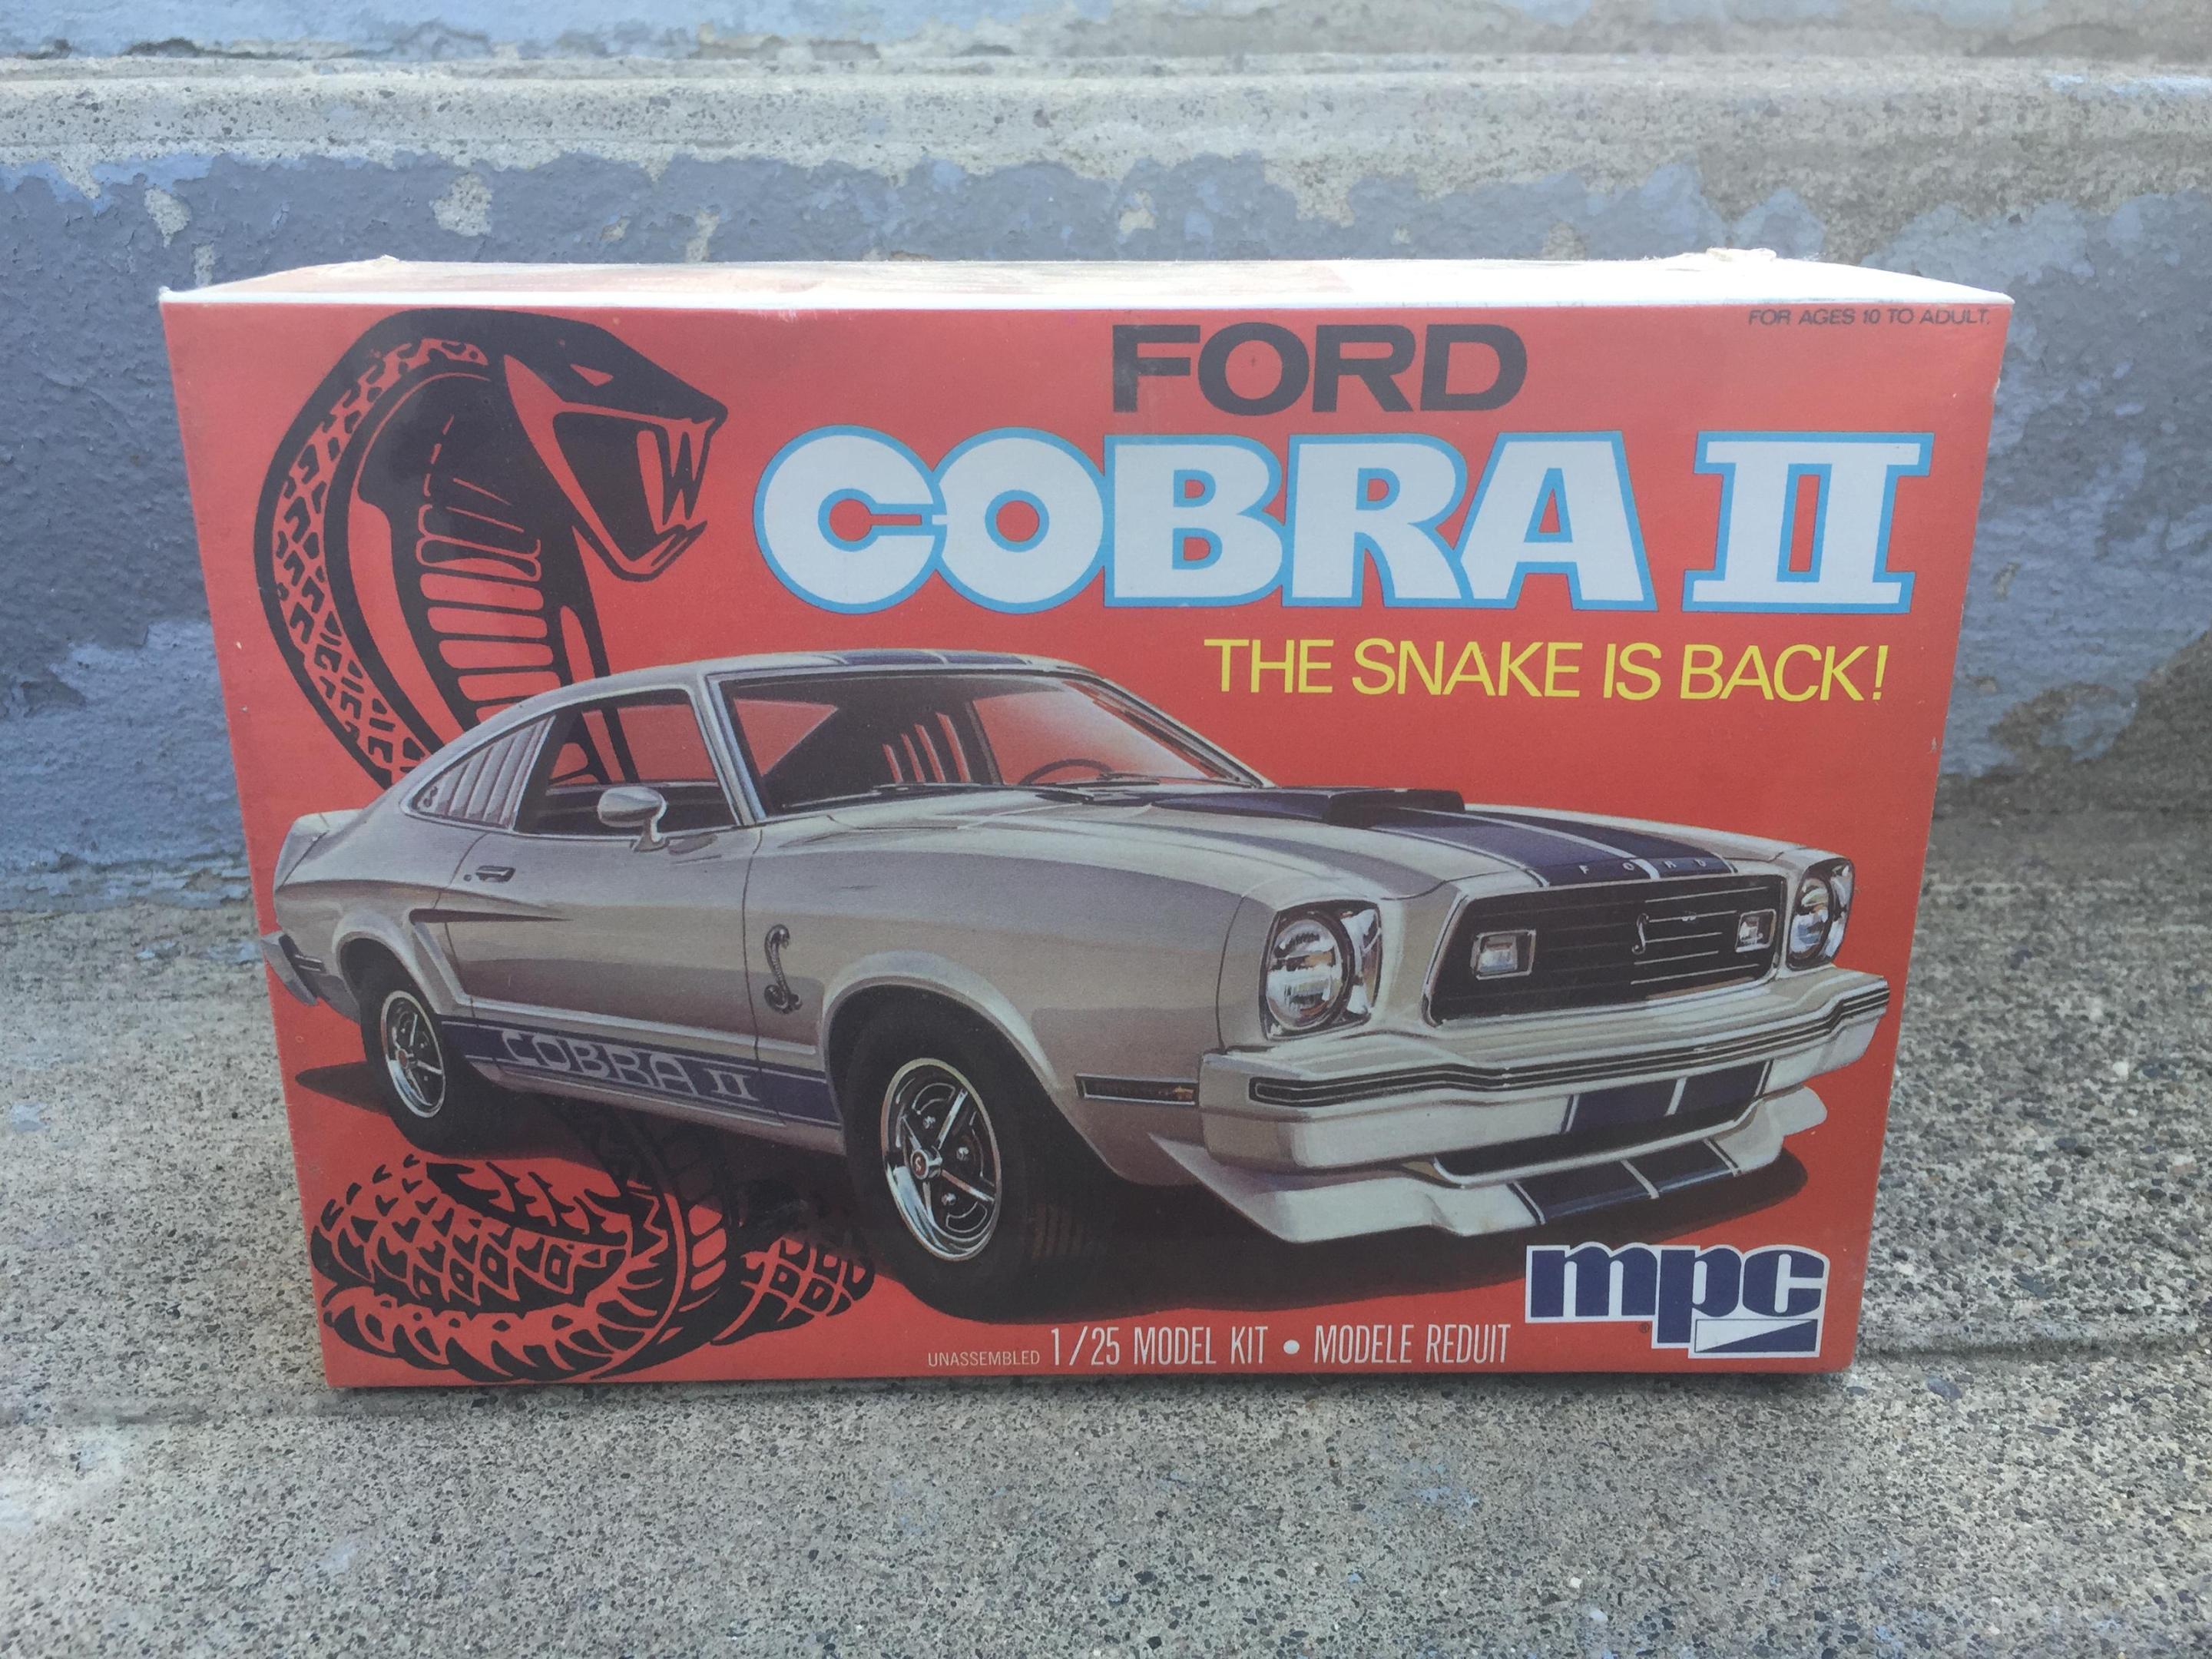 FOR AGES 10 TO ADULT.
FORD
COBRA II
THE SNAKE IS BACK!
FORD
COBRA II
mpc
®
UNASSEMBLED 1/25 MODEL KIT • MODELE REDUIT